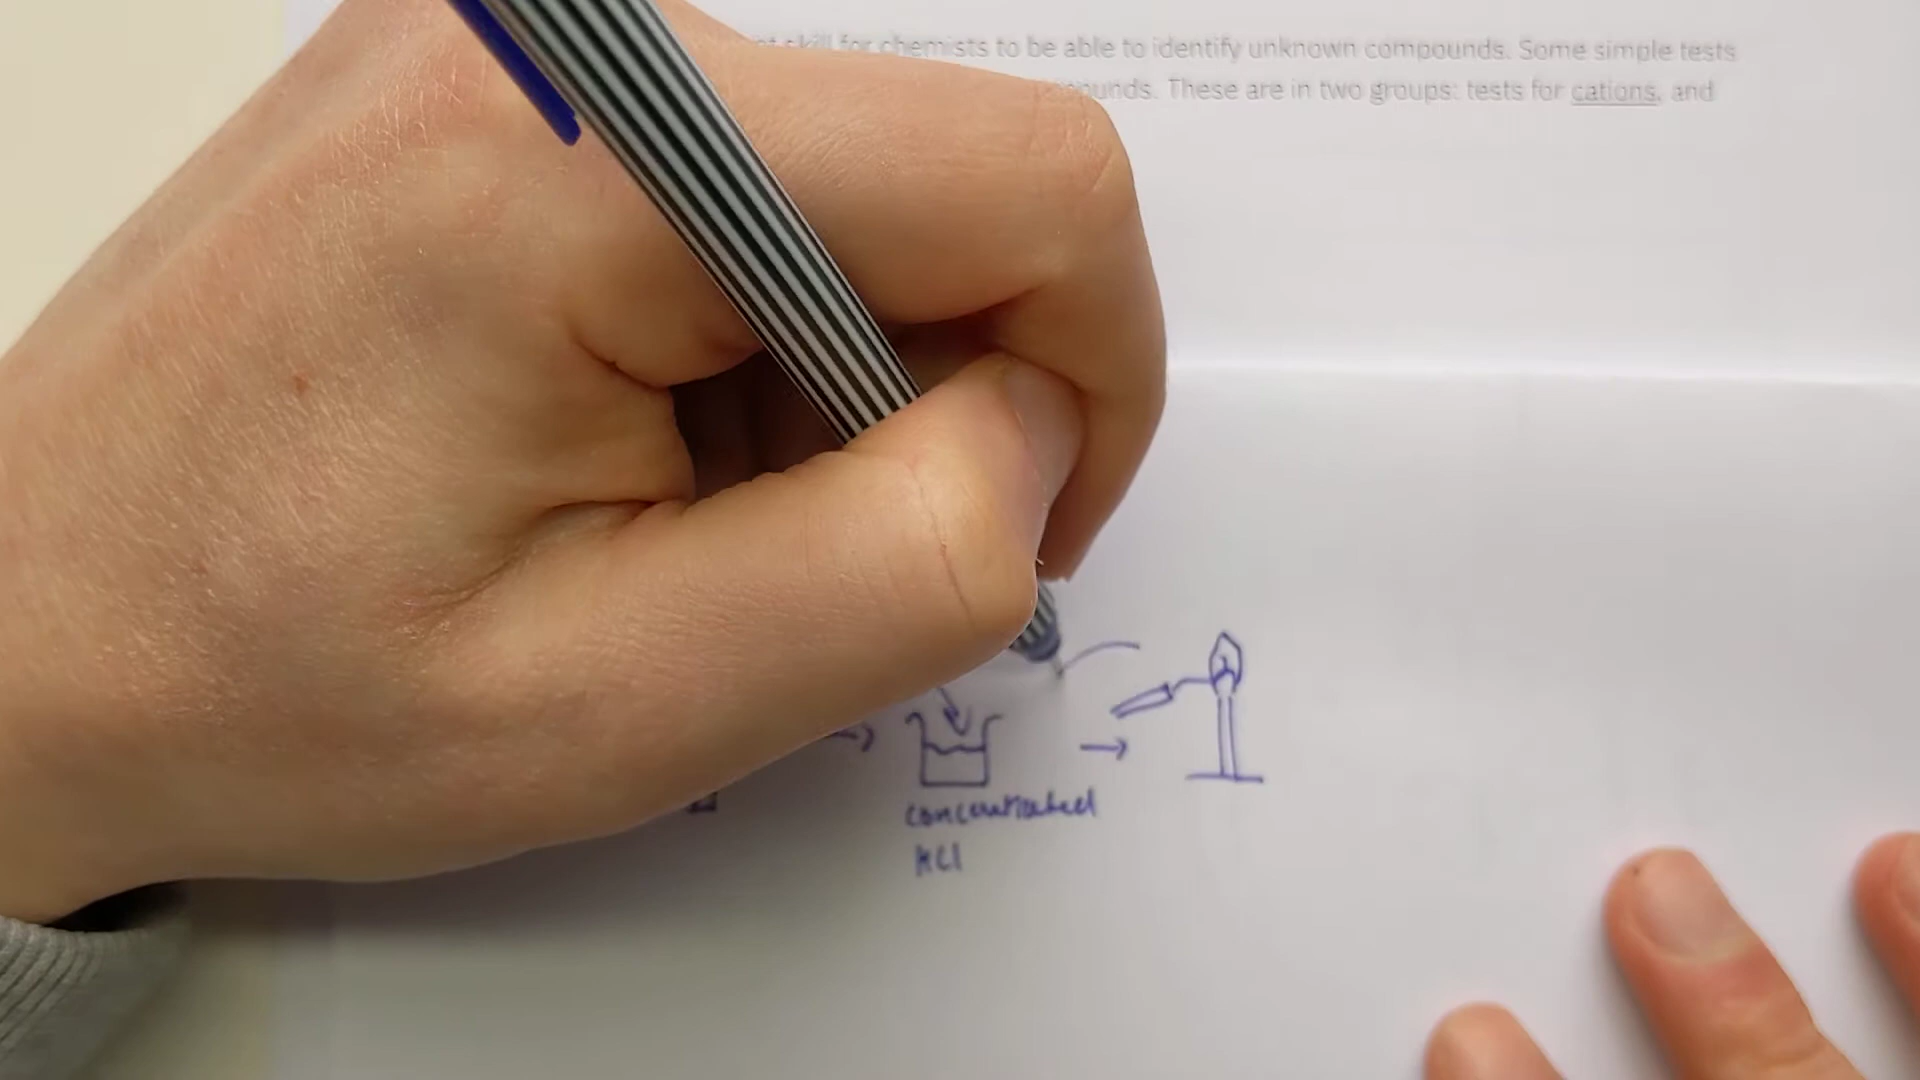 skill for chemists to be able to identify unknown compounds. Some simple tests
These are in two groups: tests for cations, and
concentrated
HCl